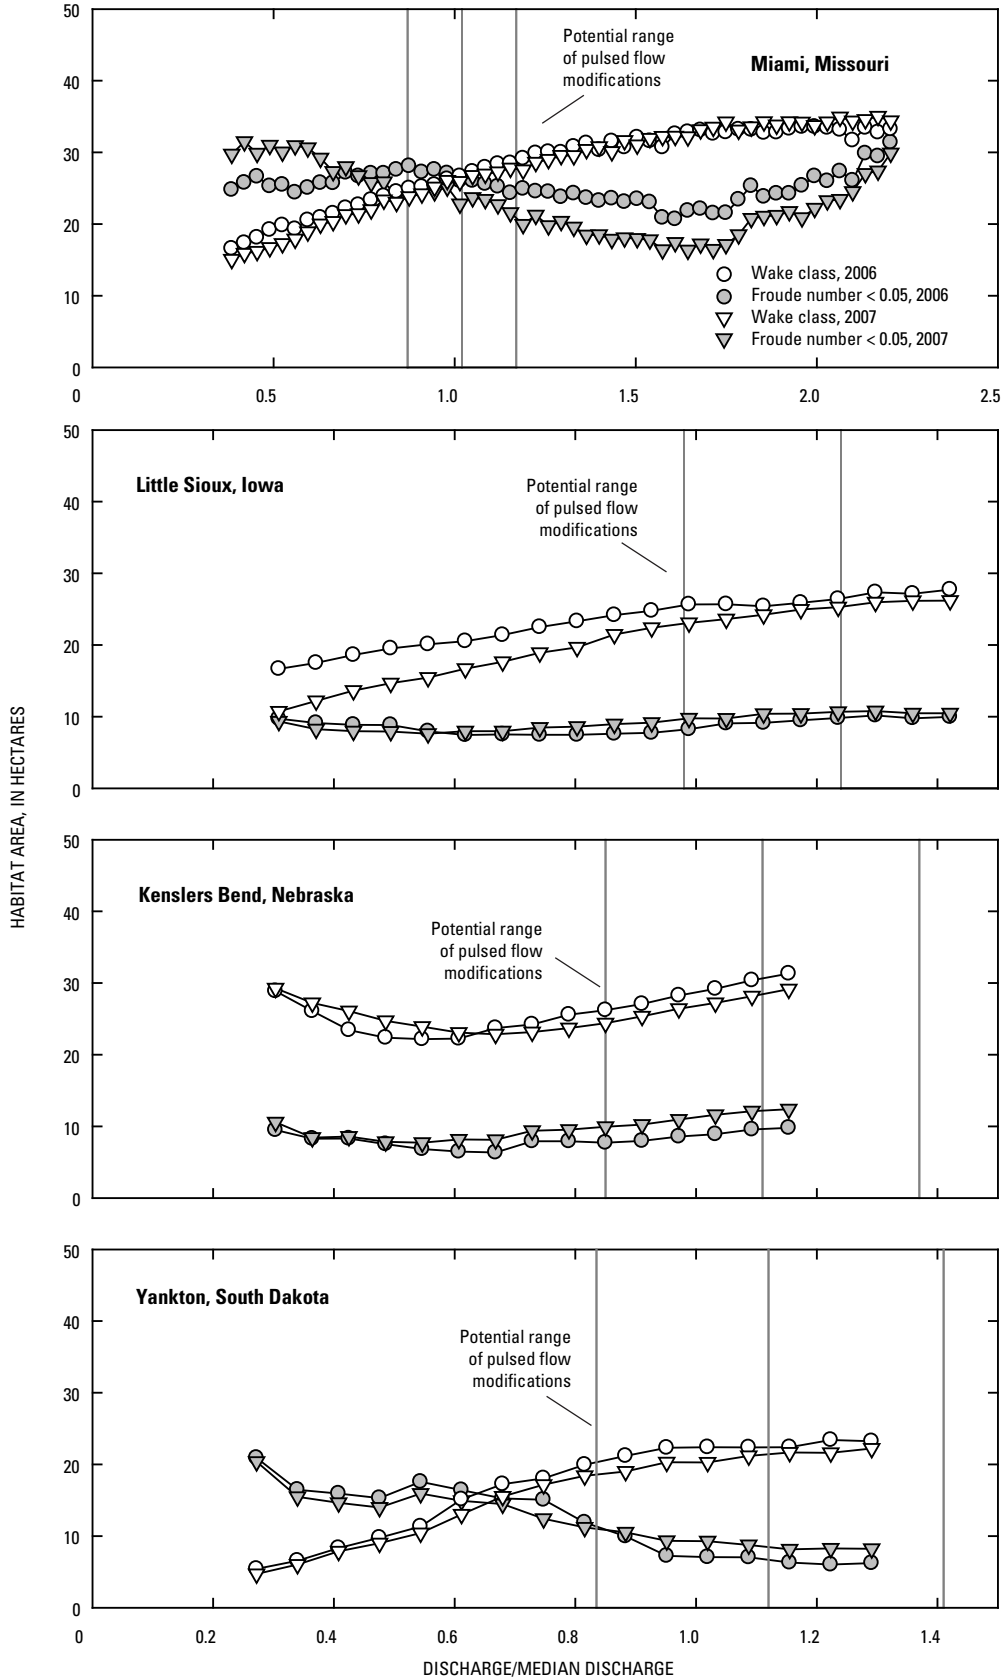 50
40
30
20
10
0
Potential range
of pulsed flow
modifications
Miami, Missouri
Wake class, 2006
Froude number < 0.05, 2006
Wake class, 2007
Froude number < 0.05, 2007
0 0.5 1.0 1.5 2.0 2.5
50
40
30
20
10
0
Little Sioux, Iowa
Potential range
of pulsed flow
modifications
HABITAT AREA, IN HECTARES
50
40
30
20
10
0
Kenslers Bend, Nebraska
Potential range
of pulsed flow
modifications
50
40
30
20
10
0
Yankton, South Dakota
Potential range
of pulsed flow
modifications
0 0.2 0.4 0.6 0.8 1.0 1.2 1.4
DISCHARGE/MEDIAN DISCHARGE